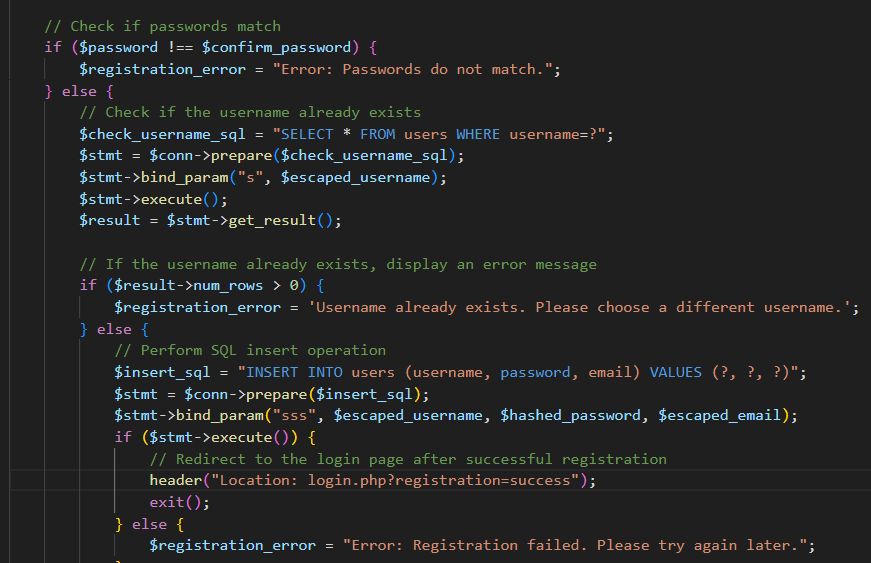 // Check if passwords match
if ($password !== $confirm_password) {
$registration_error = "Error: Passwords do not match.";
} else {
// Check if the username already exists
$check_username_sql = "SELECT * FROM users WHERE username=?";
$stmt = $conn->prepare($check_username_sql);
$stmt->bind_param("s", $escaped_username);
$stmt->execute();
$result = $stmt->get_result();
// If the username already exists, display an error message
if ($result->num_rows > 0) {
$registration_error = 'Username already exists. Please choose a different username.';
} else {
// Perform SQL insert operation
$insert_sql = "INSERT INTO users (username, password, email) VALUES (?, ?, ?)";
$stmt = $conn->prepare($insert_sql);
$stmt->bind_param("sss", $escaped_username, $hashed_password, $escaped_email);
if ($stmt->execute()) {
// Redirect to the login page after successful registration
header("Location: login.php?registration=success");
exit();
} else {
$registration_error = "Error: Registration failed. Please try again later.";